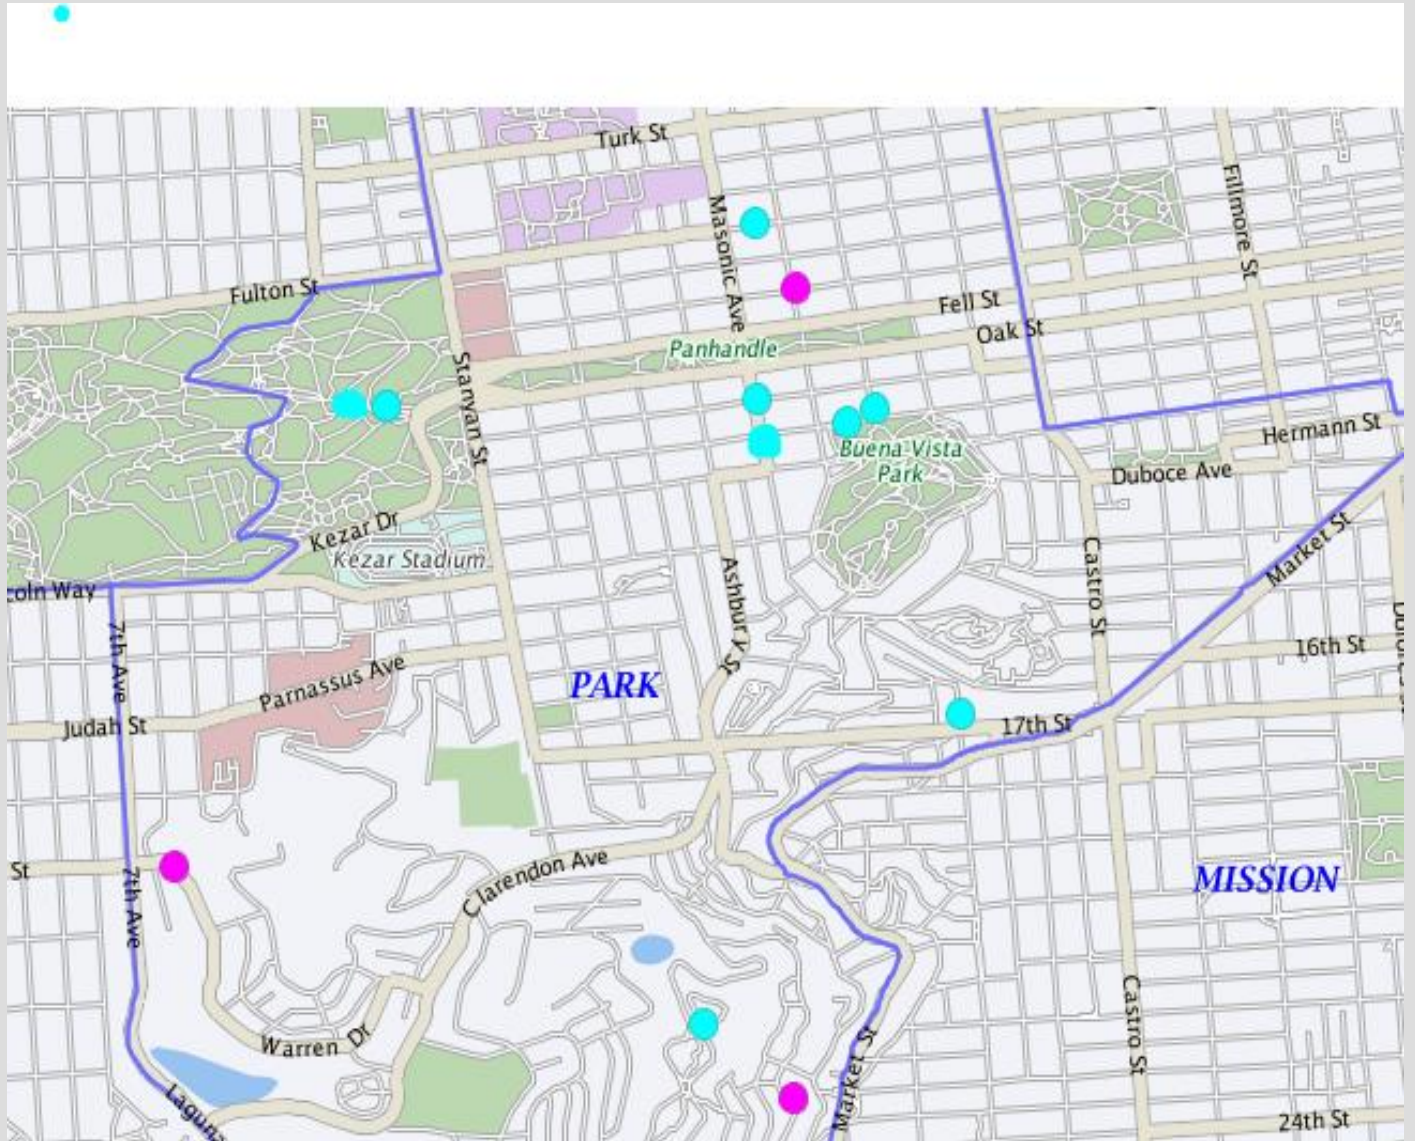 Turk St
Masonic Ave
Fillmore St
Fulton St
Fell St
Oak St
Panhandle
Stanyan St
Hermann St
Buena Vista
Park
Duboce Ave
Kezar Dr
Kezar Stadium
Market St
Castro St
Ashbury St
coln Way
7th Ave
16th St
Parnassus Ave
PARK
Judah St
17th St
St
7th Ave
Clarendon Ave
MISSION
Castro St
Warren Dr
Market St
Laguna
24th St